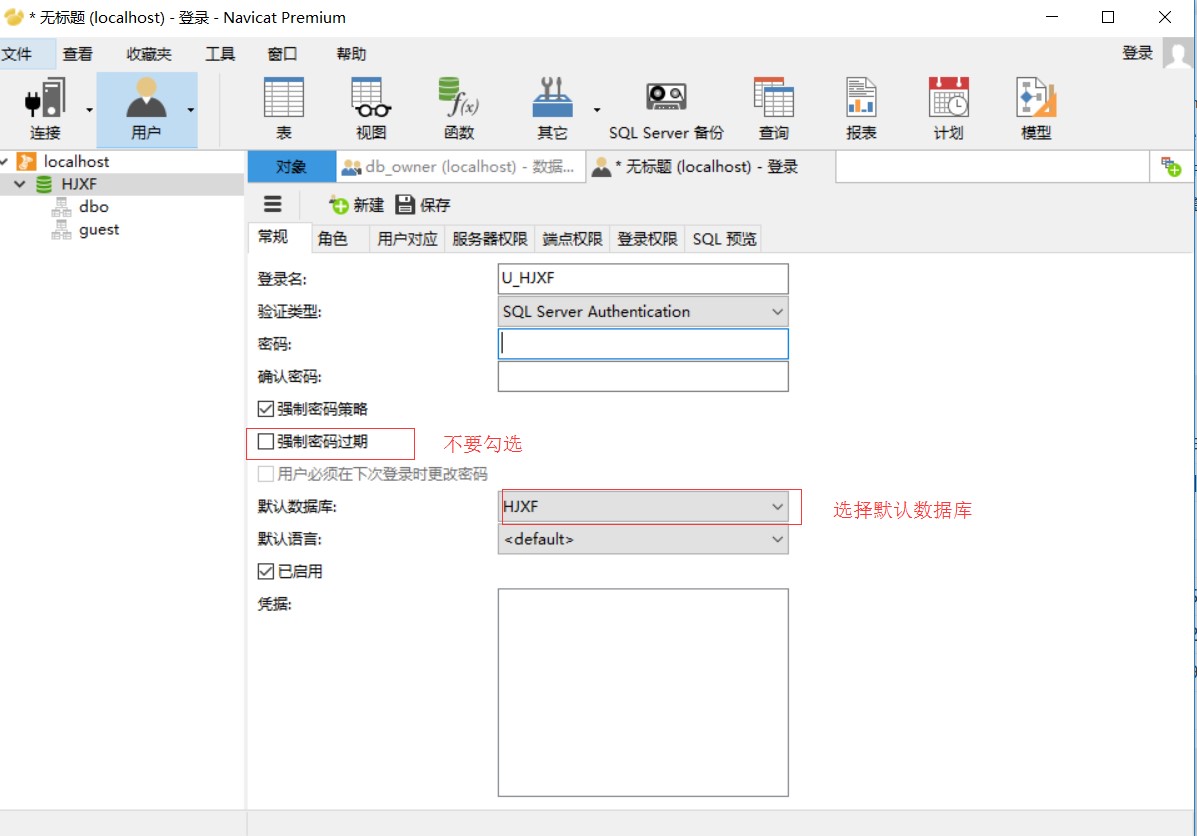 * 无标题 (localhost) - 登录 - Navicat Premium
文件 查看 收藏夹 工具 窗口 帮助 登录
连接 用户 表 视图 函数 其它 SQL Server 备份 查询 报表 计划 模型
localhost
HJXF
dbo
guest
对象 db_owner (localhost) - 数据... * 无标题 (localhost) - 登录
新建 保存
常规 角色 用户对应 服务器权限 端点权限 登录权限 SQL 预览
登录名: U_HJXF
验证类型: SQL Server Authentication
密码:
确认密码:
强制密码策略
强制密码过期 不要勾选
用户必须在下次登录时更改密码
默认数据库: HJXF 选择默认数据库
默认语言: <default>
已启用
凭据: